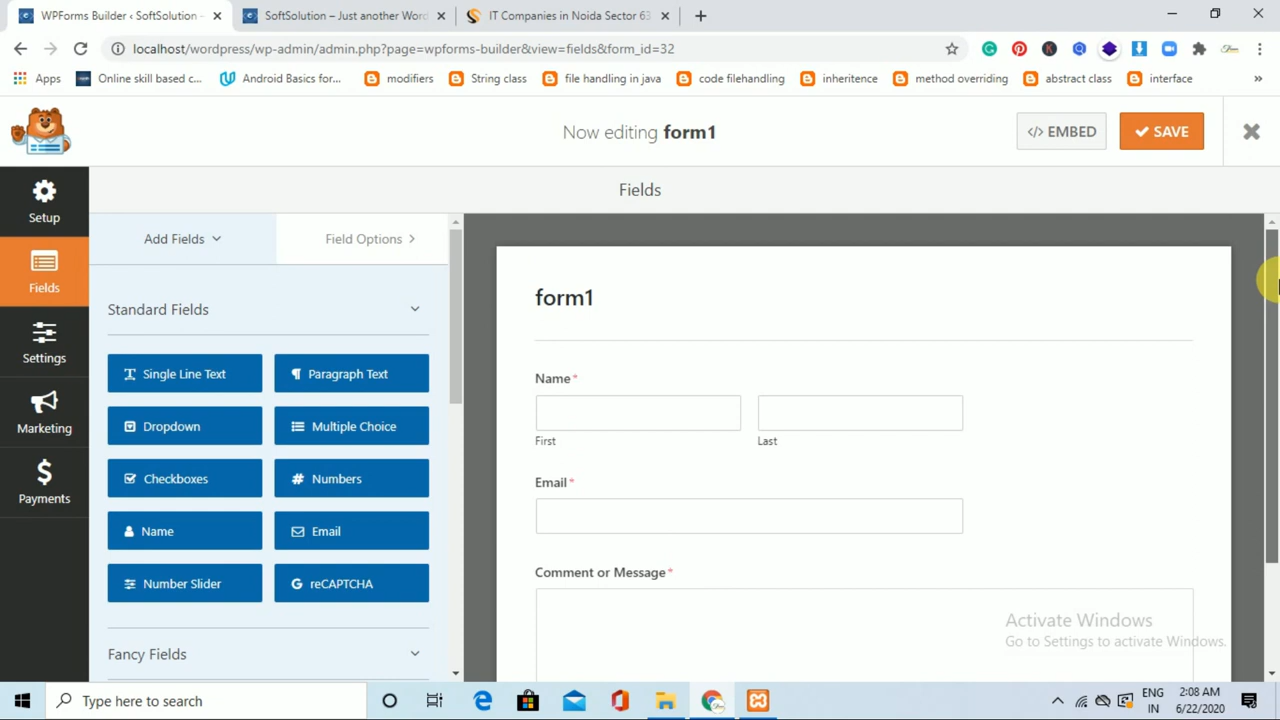 WPForms Builder ‹ SoftSolution –
SoftSolution – Just another Word
IT Companies in Noida Sector 63
localhost/wordpress/wp-admin/admin.php?page=wpforms-builder&view=fields&form_id=32
Apps
Online skill based c...
Android Basics for...
modifiers
String class
file handling in java
code filehandling
inheritence
method overriding
abstract class
interface
Now editing form1
</> EMBED
SAVE
Setup
Fields
Settings
Marketing
Payments
Fields
Add Fields
Field Options
Standard Fields
Single Line Text
Paragraph Text
Dropdown
Multiple Choice
Checkboxes
Numbers
Name
Email
Number Slider
reCAPTCHA
Fancy Fields
form1
Name*
First
Last
Email*
Comment or Message*
Activate Windows
Go to Settings to activate Windows.
Type here to search
ENG
IN
2:08 AM
6/22/2020